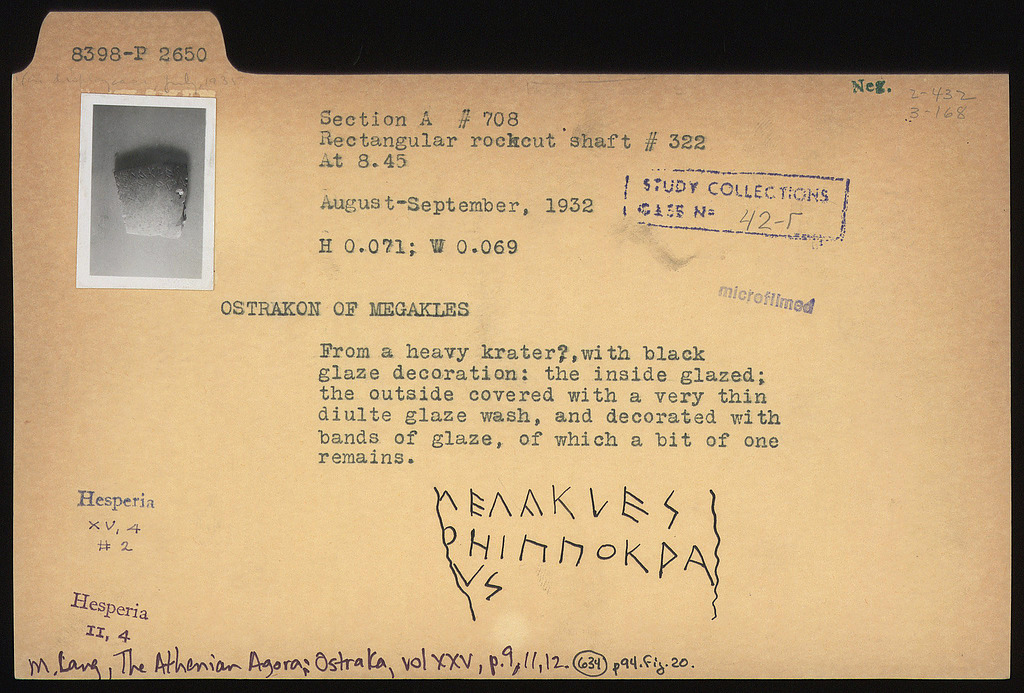 8398-P 2650
Neg.
2-432
3-168
Section A # 708
Rectangular rockcut shaft # 322
At 8.45
August-September, 1932
H 0.071; W 0.069
STUDY COLLECTIONS
CASE No
microfilmed
OSTRAKON OF MEGAKLES
From a heavy krater?, with black
glaze decoration: the inside glazed;
the outside covered with a very thin
diulte glaze wash, and decorated with
bands of glaze, of which a bit of one
remains.
Hesperia
XV, 4
# 2
Hesperia
II, 4
ΜΕΛΑΚLΕS
ΗΙΠΠΟΚΡΑ
VS
M. Lang, The Athenian Agora; Ostraka, vol XXV, p. 9, 11, 12. 634 p94. fig. 20.